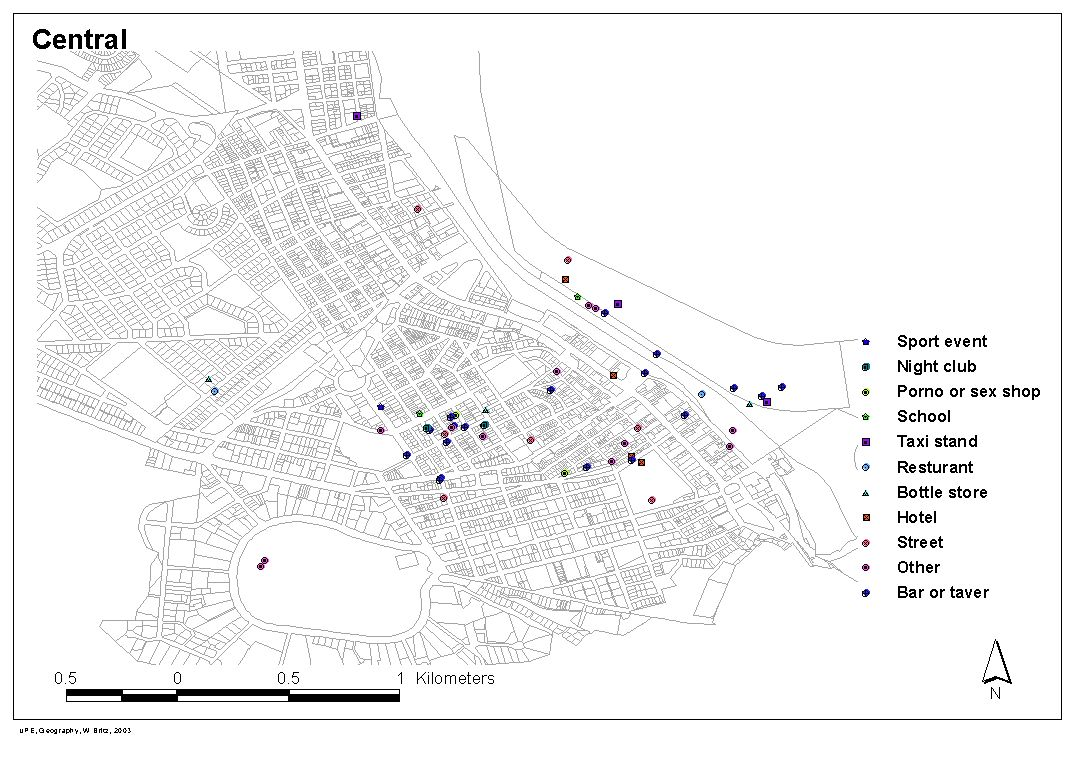 Central
Sport event
Night club
Porno or sex shop
School
Taxi stand
Resturant
Bottle store
Hotel
Street
Other
Bar or taver
0.5 0 0.5 1 Kilometers
N
UPE, Geography, W Britz, 2003